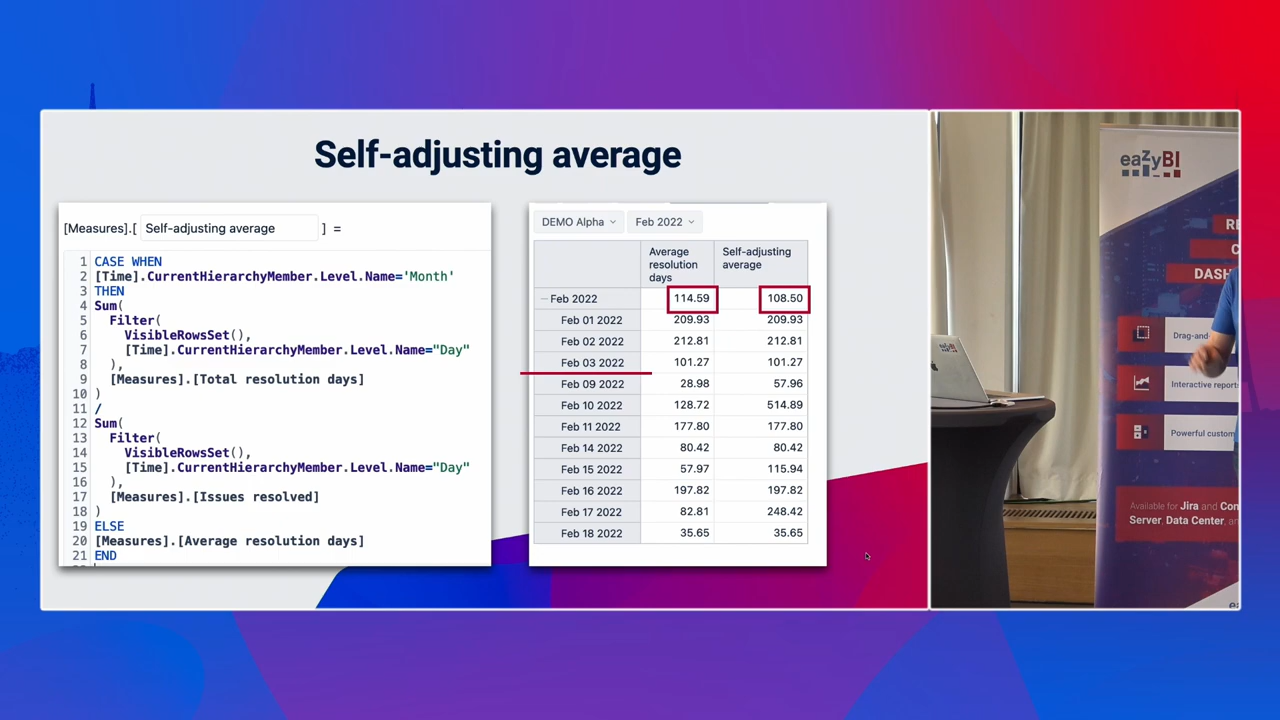 Self-adjusting average
[Measures].[ Self-adjusting average ] =
1 CASE WHEN
2 [Time].CurrentHierarchyMember.Level.Name='Month'
3 THEN
4 Sum(
5 Filter(
6 VisibleRowsSet(),
7 [Time].CurrentHierarchyMember.Level.Name="Day"
8 ),
9 [Measures].[Total resolution days]
10 )
11 /
12 Sum(
13 Filter(
14 VisibleRowsSet(),
15 [Time].CurrentHierarchyMember.Level.Name="Day"
16 ),
17 [Measures].[Issues resolved]
18 )
19 ELSE
20 [Measures].[Average resolution days]
21 END
DEMO Alpha Feb 2022
Average resolution days Self-adjusting average
Feb 2022 114.59 108.50
Feb 01 2022 209.93 209.93
Feb 02 2022 212.81 212.81
Feb 03 2022 101.27 101.27
Feb 09 2022 28.98 57.96
Feb 10 2022 128.72 514.89
Feb 11 2022 177.80 177.80
Feb 14 2022 80.42 80.42
Feb 15 2022 57.97 115.94
Feb 16 2022 197.82 197.82
Feb 17 2022 82.81 248.42
Feb 18 2022 35.65 35.65
eazyBI
DASH
Drag-and-
Interactive report
Powerful custom
Available for Jira and Con
Server, Data Center, an